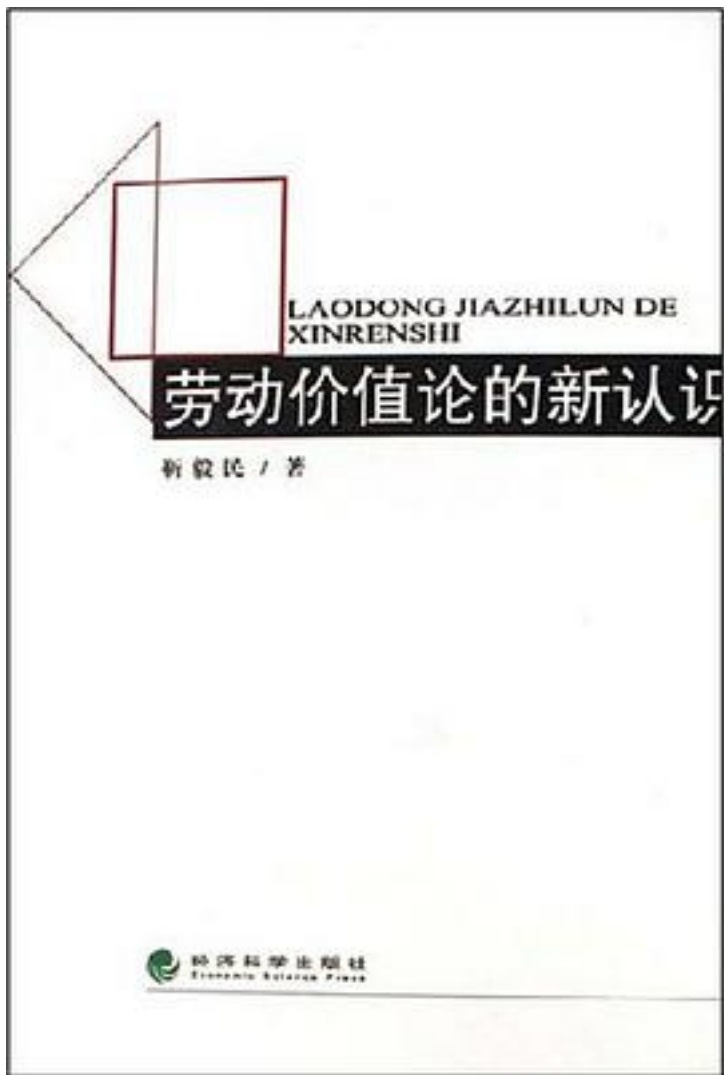 LAODONG JIAZHILUN DE
XINRENSHI
劳动价值论的新认识
靳毅民 / 著
经济科学出版社
Economic Science Press